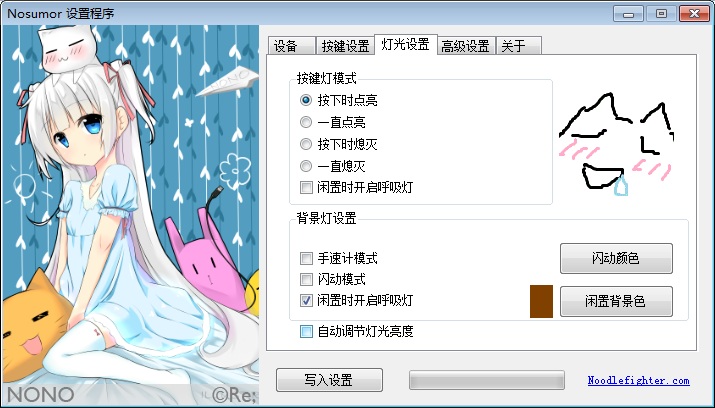 Nosumor 设置程序
设备 按键设置 灯光设置 高级设置 关于
按键灯模式
按下时点亮
一直点亮
按下时熄灭
一直熄灭
闲置时开启呼吸灯
背景灯设置
手速计模式
闪动模式
闲置时开启呼吸灯
闪动颜色
闲置背景色
自动调节灯光亮度
写入设置
Noodlefighter.com
NONO
©Re:
NONO